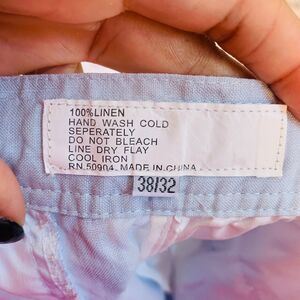 100%LINEN
HAND WASH COLD
SEPERATELY
DO NOT BLEACH
LINE DRY FLAY
COOL IRON
RN.50904. MADE IN CHINA
38/32